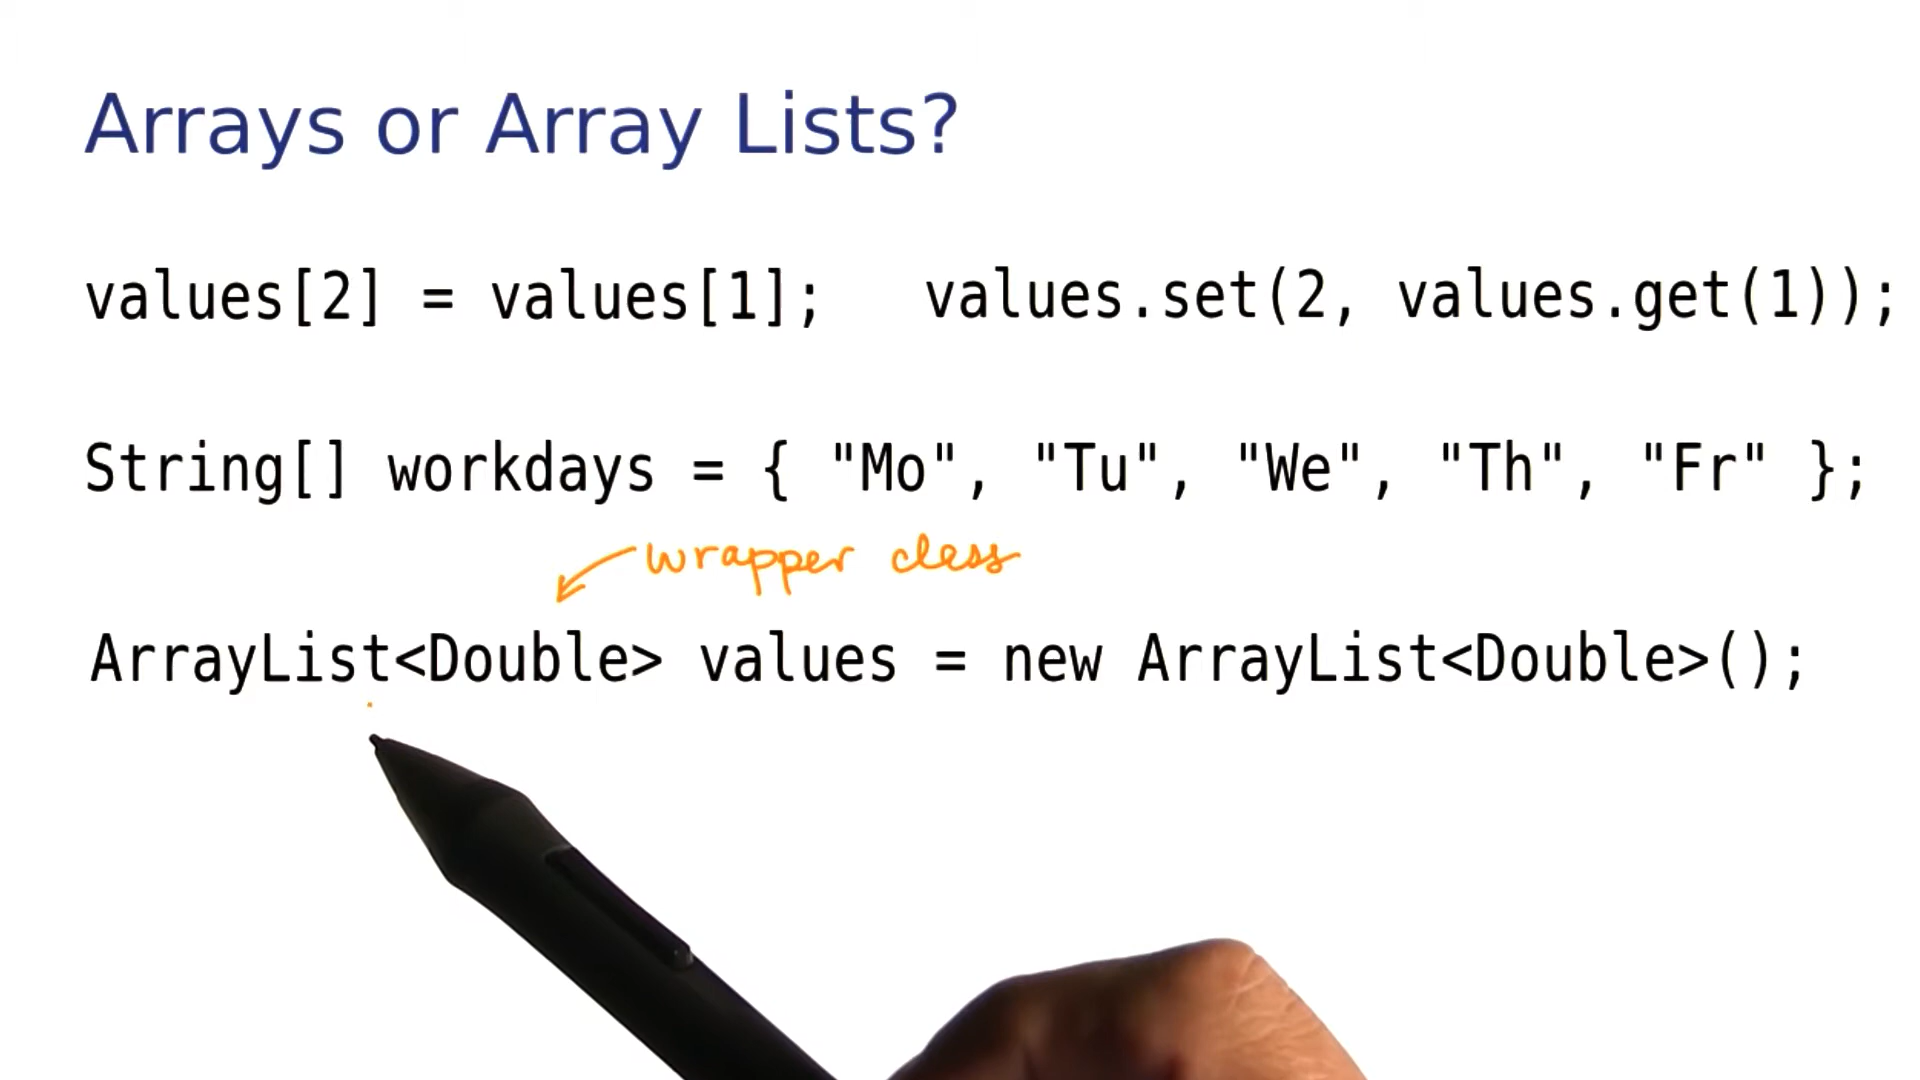 Arrays or Array Lists?
values[2] = values[1]; values.set(2, values.get(1));
String[] workdays = { "Mo", "Tu", "We", "Th", "Fr" };
wrapper class
ArrayList<Double> values = new ArrayList<Double>();